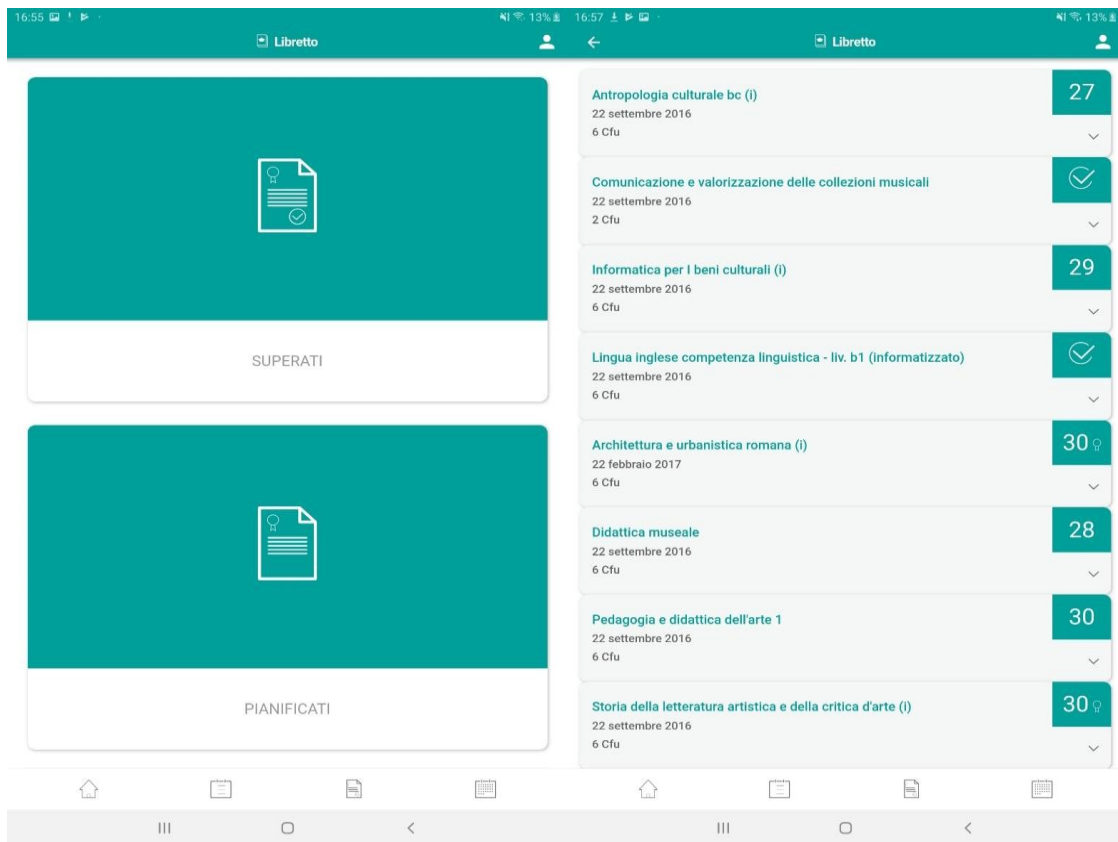 16:55
13%
Libretto
SUPERATI
PIANIFICATI
16:57
13%
Libretto
Antropologia culturale bc (i)
22 settembre 2016
6 Cfu
27
Comunicazione e valorizzazione delle collezioni musicali
22 settembre 2016
2 Cfu
Informatica per I beni culturali (i)
22 settembre 2016
6 Cfu
29
Lingua inglese competenza linguistica - liv. b1 (informatizzato)
22 settembre 2016
6 Cfu
Architettura e urbanistica romana (i)
22 febbraio 2017
6 Cfu
30
Didattica museale
22 settembre 2016
6 Cfu
28
Pedagogia e didattica dell'arte 1
22 settembre 2016
6 Cfu
30
Storia della letteratura artistica e della critica d'arte (i)
22 settembre 2016
6 Cfu
30